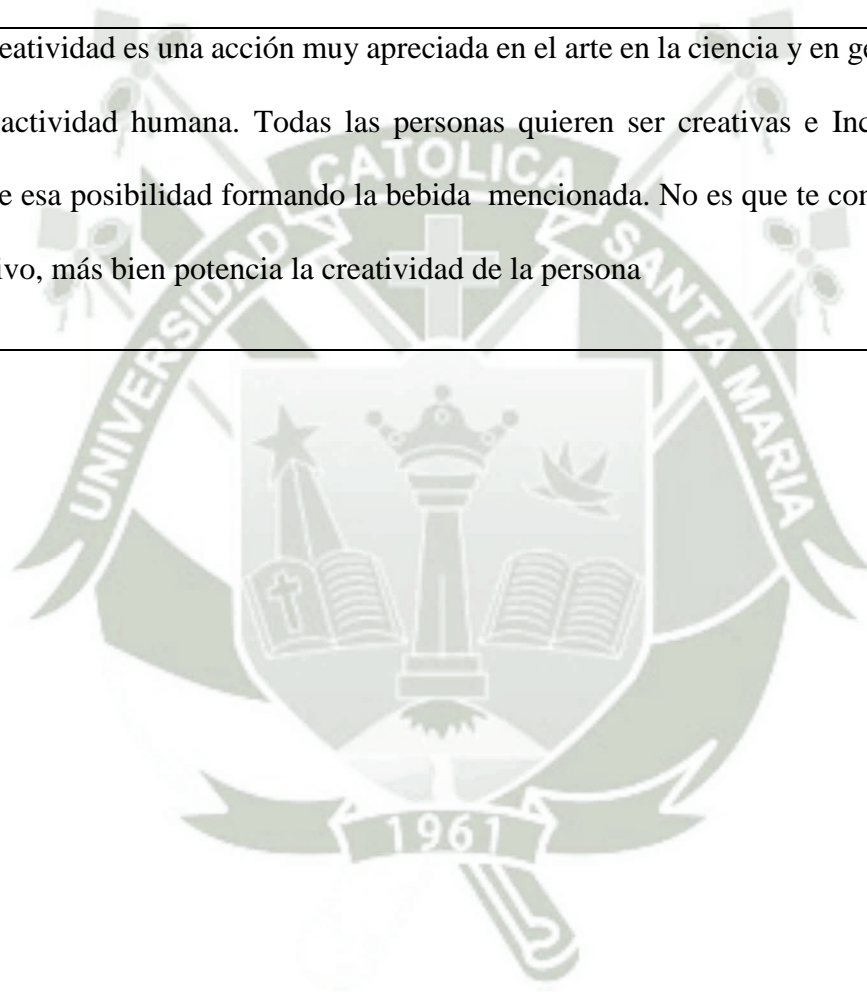 eatividad es una acción muy apreciada en el arte en la ciencia y en ge
actividad humana. Todas las personas quieren ser creativas e Inc
e esa posibilidad formando la bebida mencionada. No es que te con
ivo, más bien potencia la creatividad de la persona
UNIVERSIDAD CATOLICA SANTA MARIA
1961